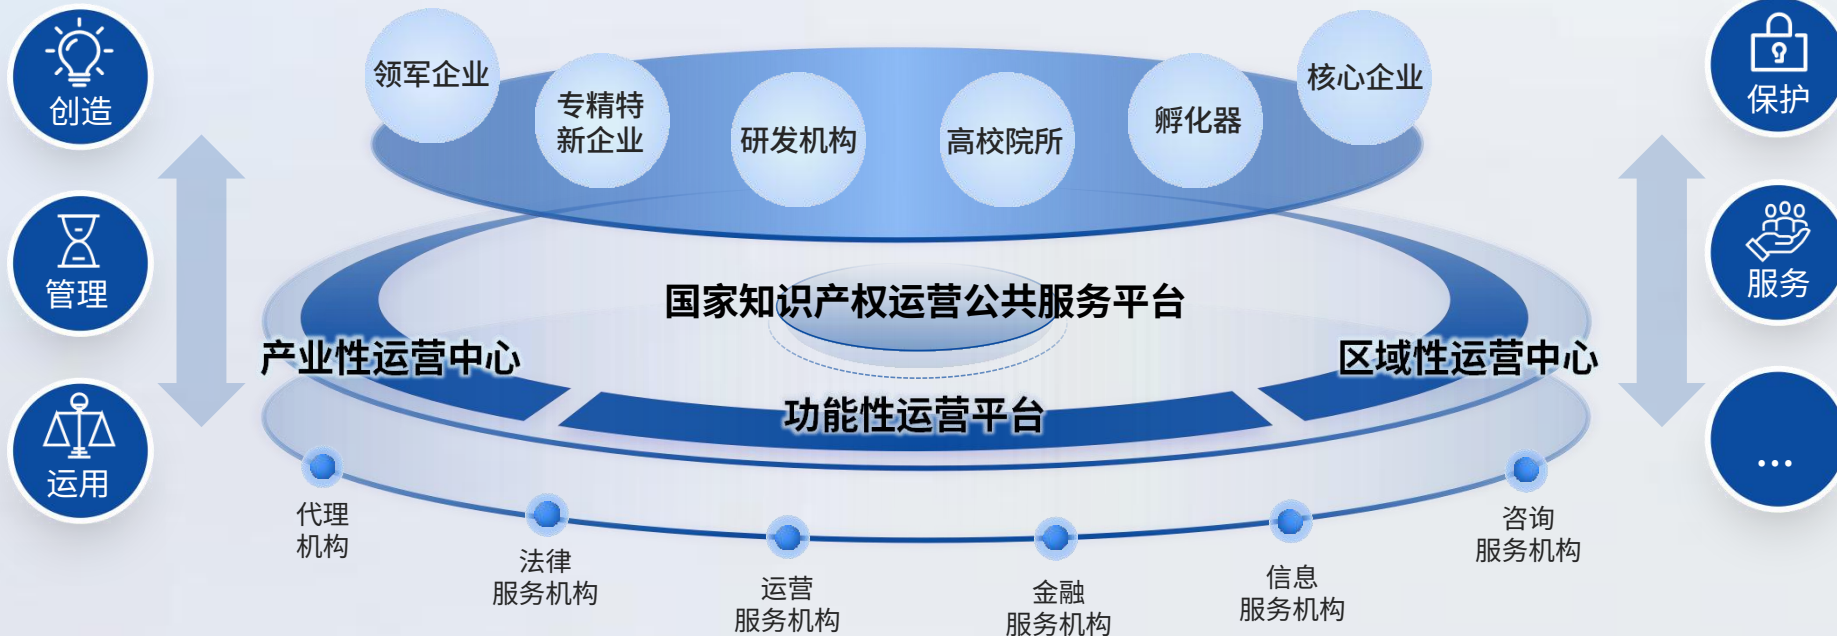 创造
管理
运用
领军企业
专精特
新企业
研发机构
高校院所
孵化器
核心企业
国家知识产权运营公共服务平台
产业性运营中心
功能性运营平台
区域性运营中心
代理
机构
法律
服务机构
运营
服务机构
金融
服务机构
信息
服务机构
咨询
服务机构
保护
服务
...